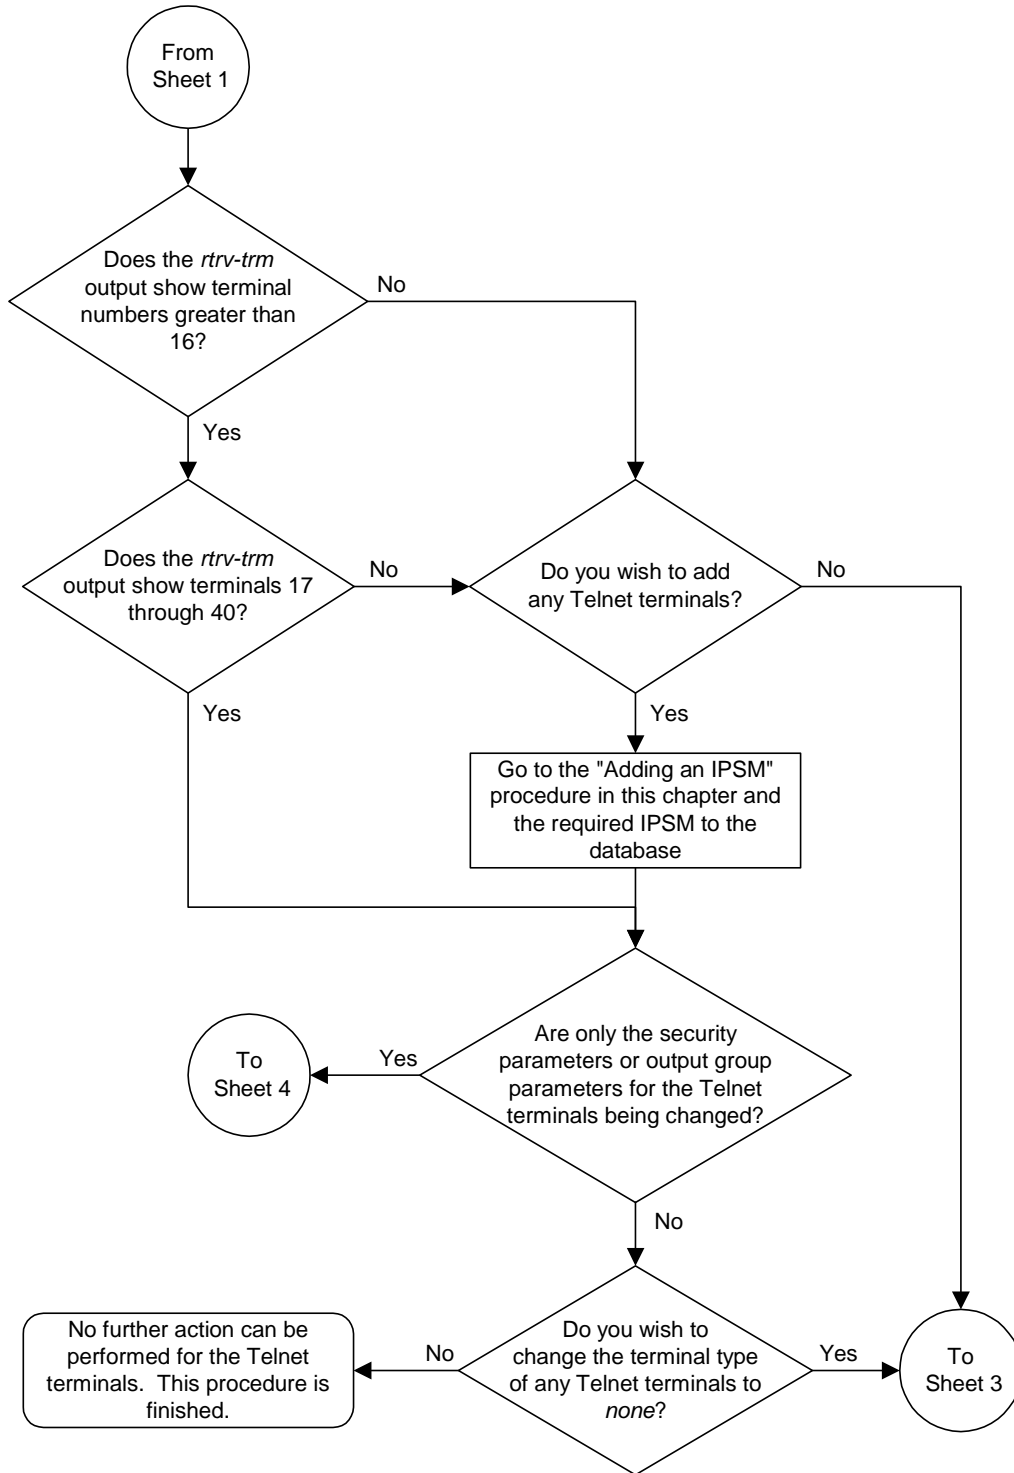 From
Sheet 1
Does the rtrv-trm
output show terminal
numbers greater than
16?
No
Yes
Does the rtrv-trm
output show terminals 17
through 40?
No
Yes
Do you wish to add
any Telnet terminals?
No
Yes
Go to the "Adding an IPSM"
procedure in this chapter and
the required IPSM to the
database
Are only the security
parameters or output group
parameters for the Telnet
terminals being changed?
Yes
To
Sheet 4
No
Do you wish to
change the terminal type
of any Telnet terminals to
none?
No
Yes
No further action can be
performed for the Telnet
terminals.  This procedure is
finished.
To
Sheet 3